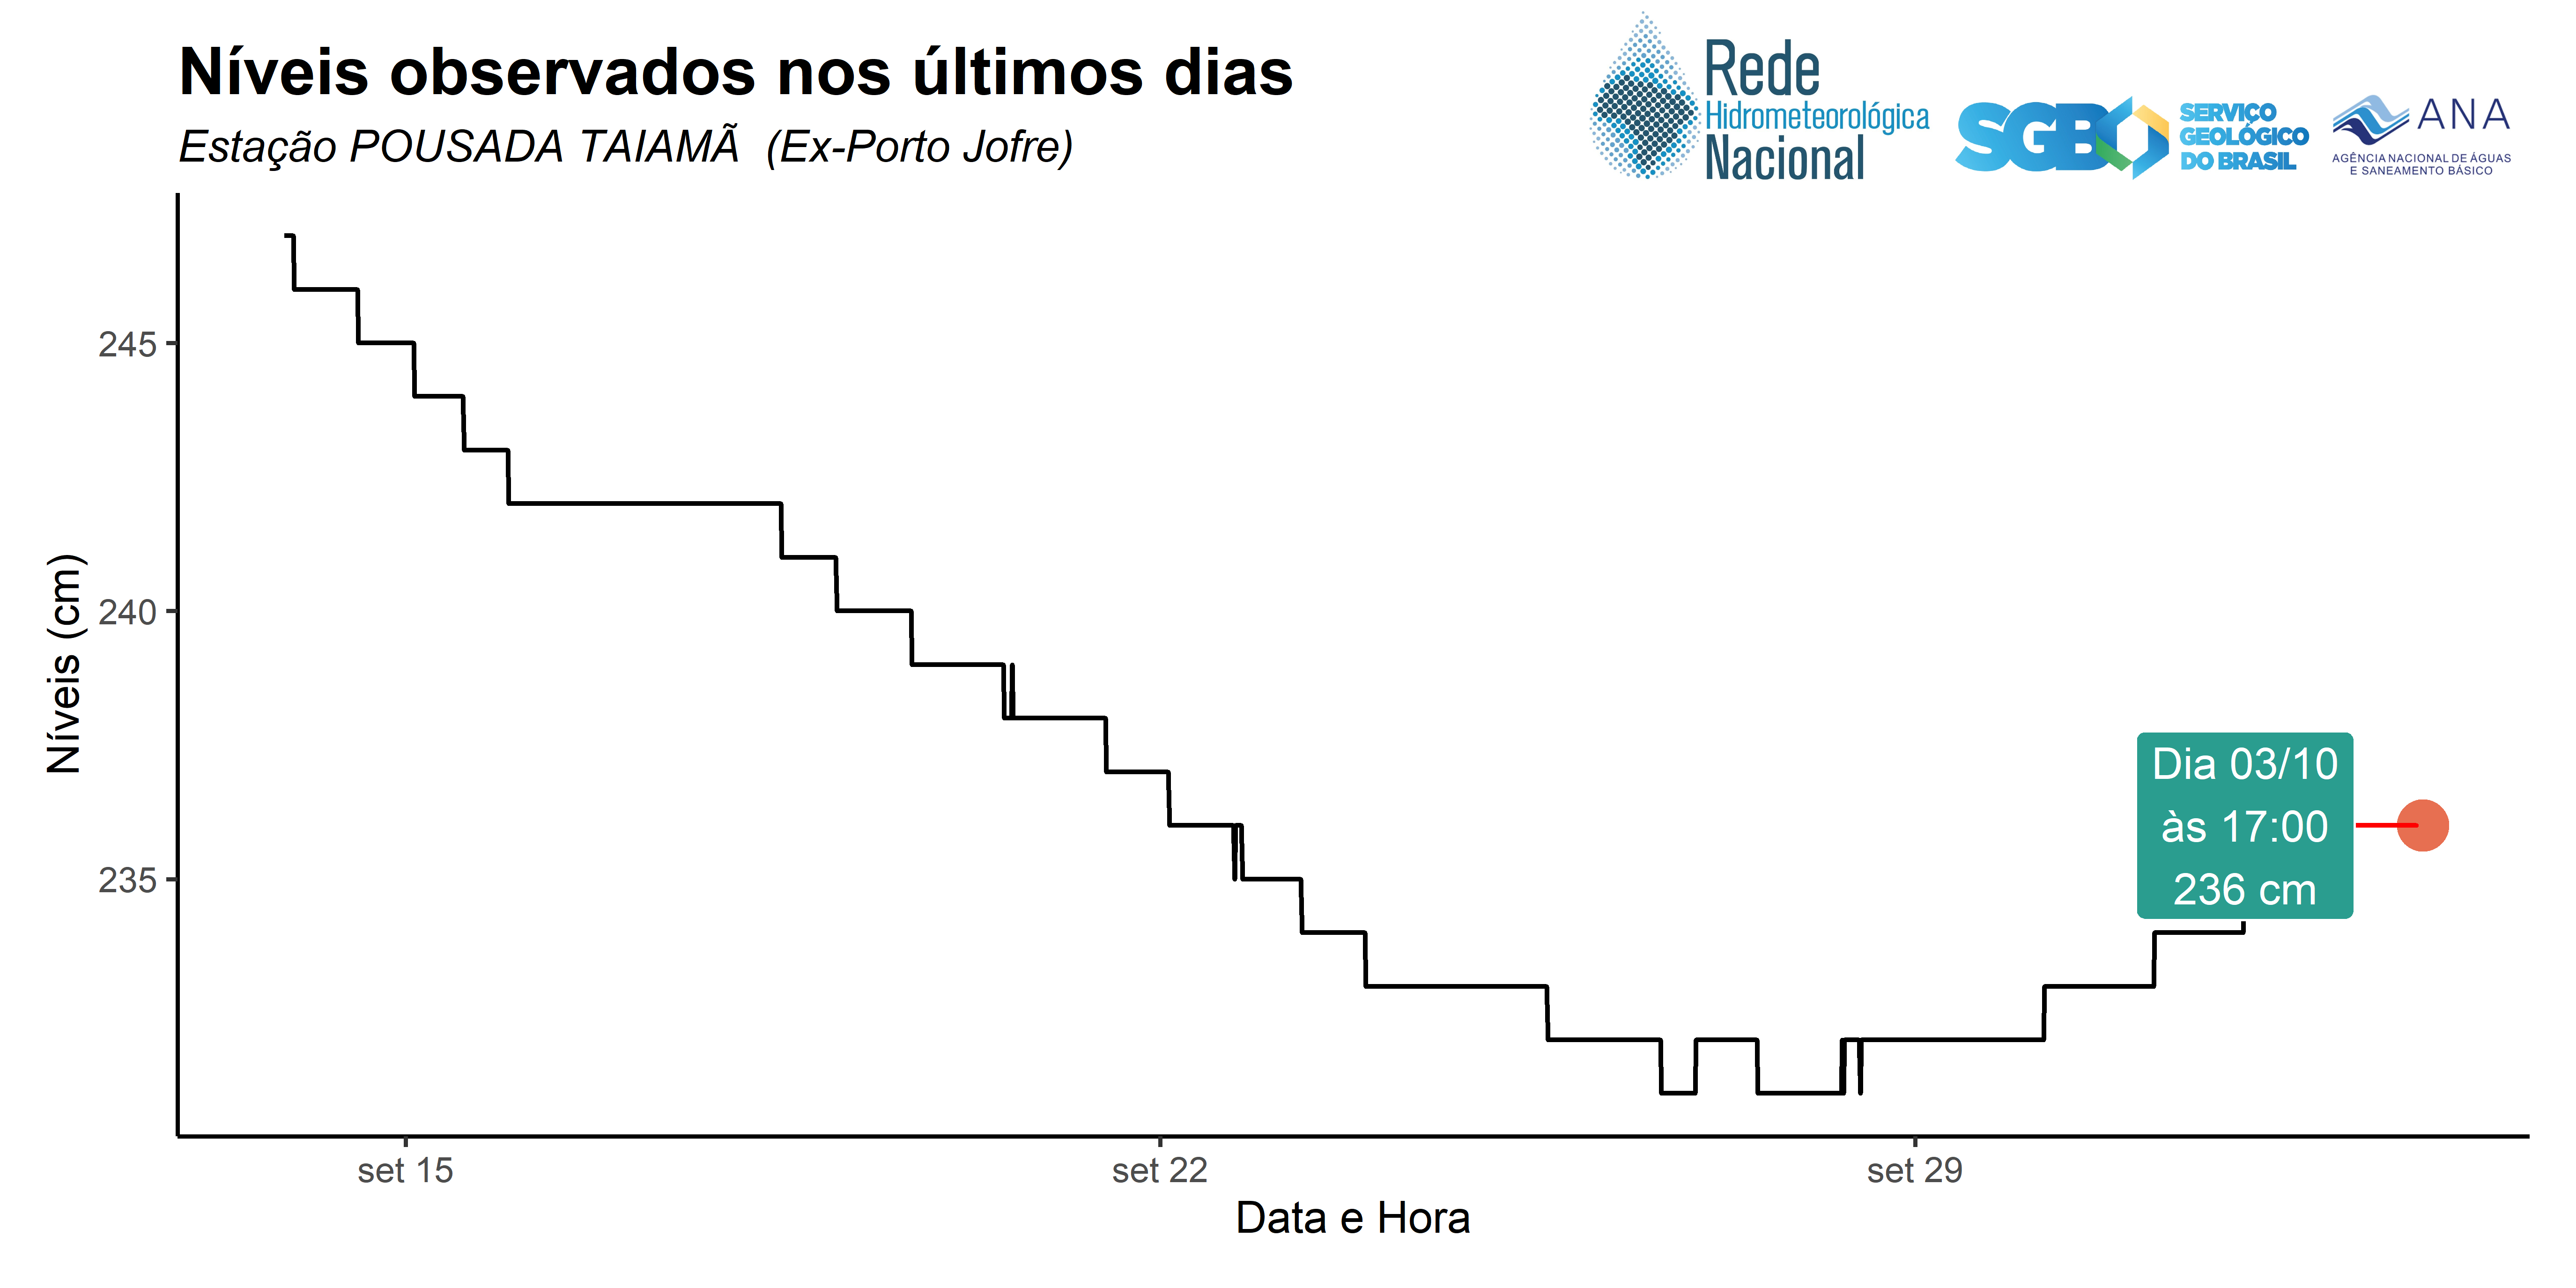 Níveis observados nos últimos dias
Estação POUSADA TAIAMÃ  (Ex-Porto Jofre)
Rede
Hidrometeorológica
Nacional
SGB
SERVIÇO
GEOLÓGICO
DO BRASIL
ANA
AGÊNCIA NACIONAL DE ÁGUAS
E SANEAMENTO BÁSICO
Níveis (cm)
245
240
235
Dia 03/10
às 17:00
236 cm
set 15
set 22
set 29
Data e Hora